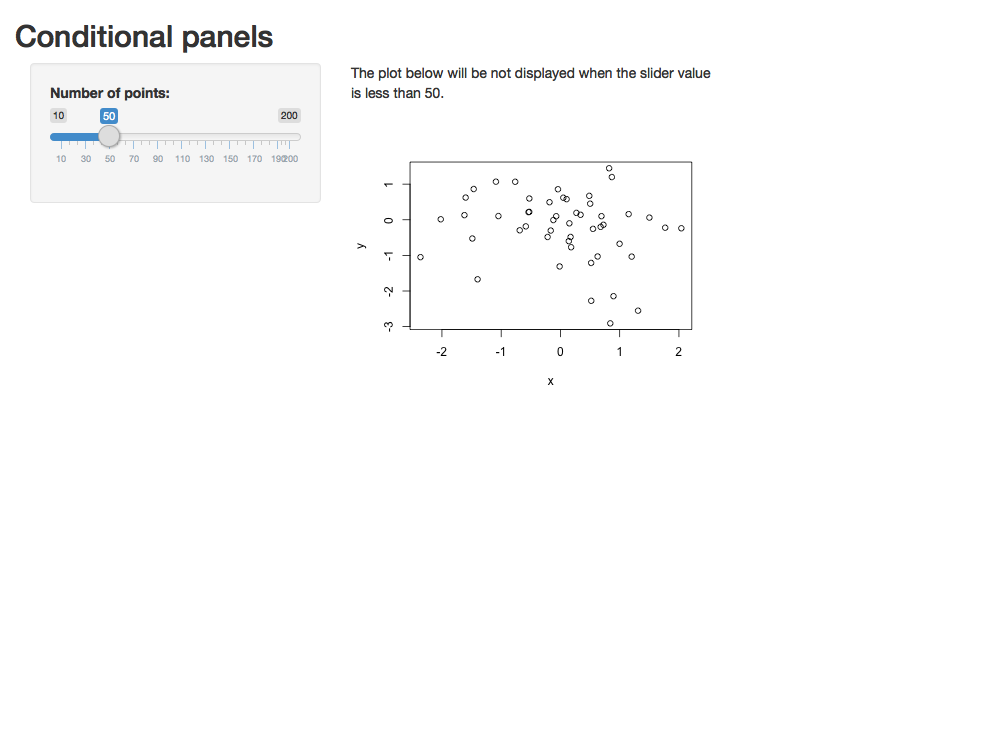 Conditional panels
Number of points:
10 50 200
10 30 50 70 90 110 130 150 170 190 200
The plot below will be not displayed when the slider value
is less than 50.
1
0
-1
-2
-3
y
-2 -1 0 1 2
x